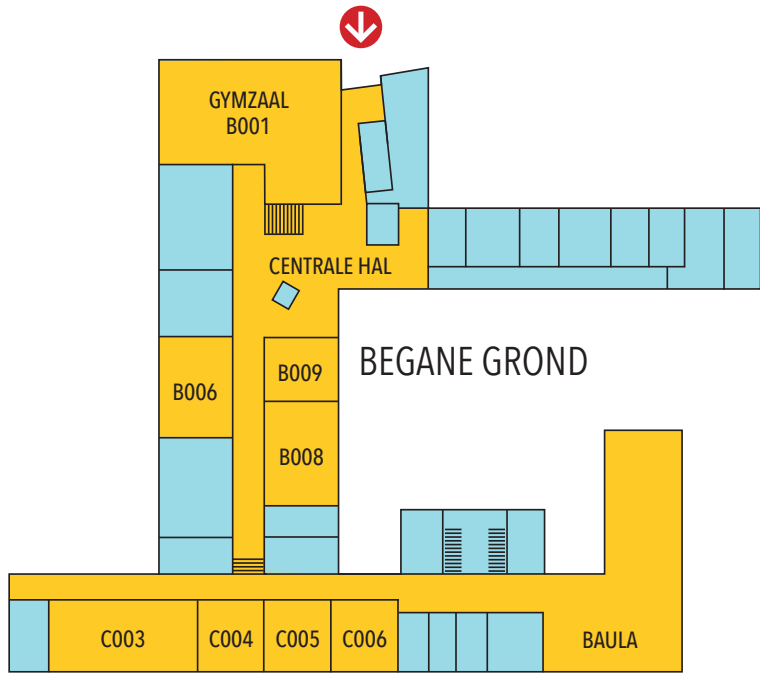 GYMZAAL
B001
CENTRALE HAL
BEGANE GROND
B009
B006
B008
C003
C004
C005
C006
BAULA